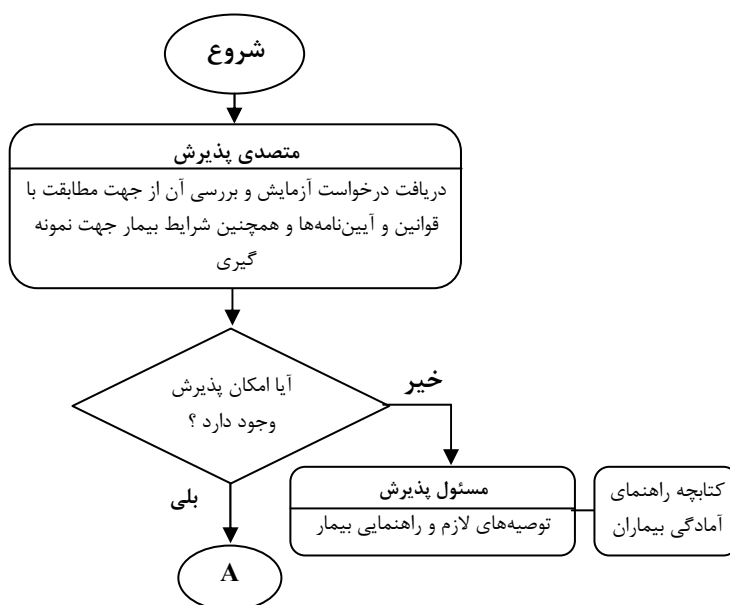 شروع
متصدی پذیرش
دریافت درخواست آزمایش و بررسی آن از جهت مطابقت با
قوانین و آیین‌نامه‌ها و همچنین شرایط بیمار جهت نمونه
گیری
آیا امکان پذیرش
وجود دارد ؟
خیر
بلی
مسئول پذیرش
توصیه‌های لازم و راهنمایی بیمار
کتابچه راهنمای
آمادگی بیماران
A